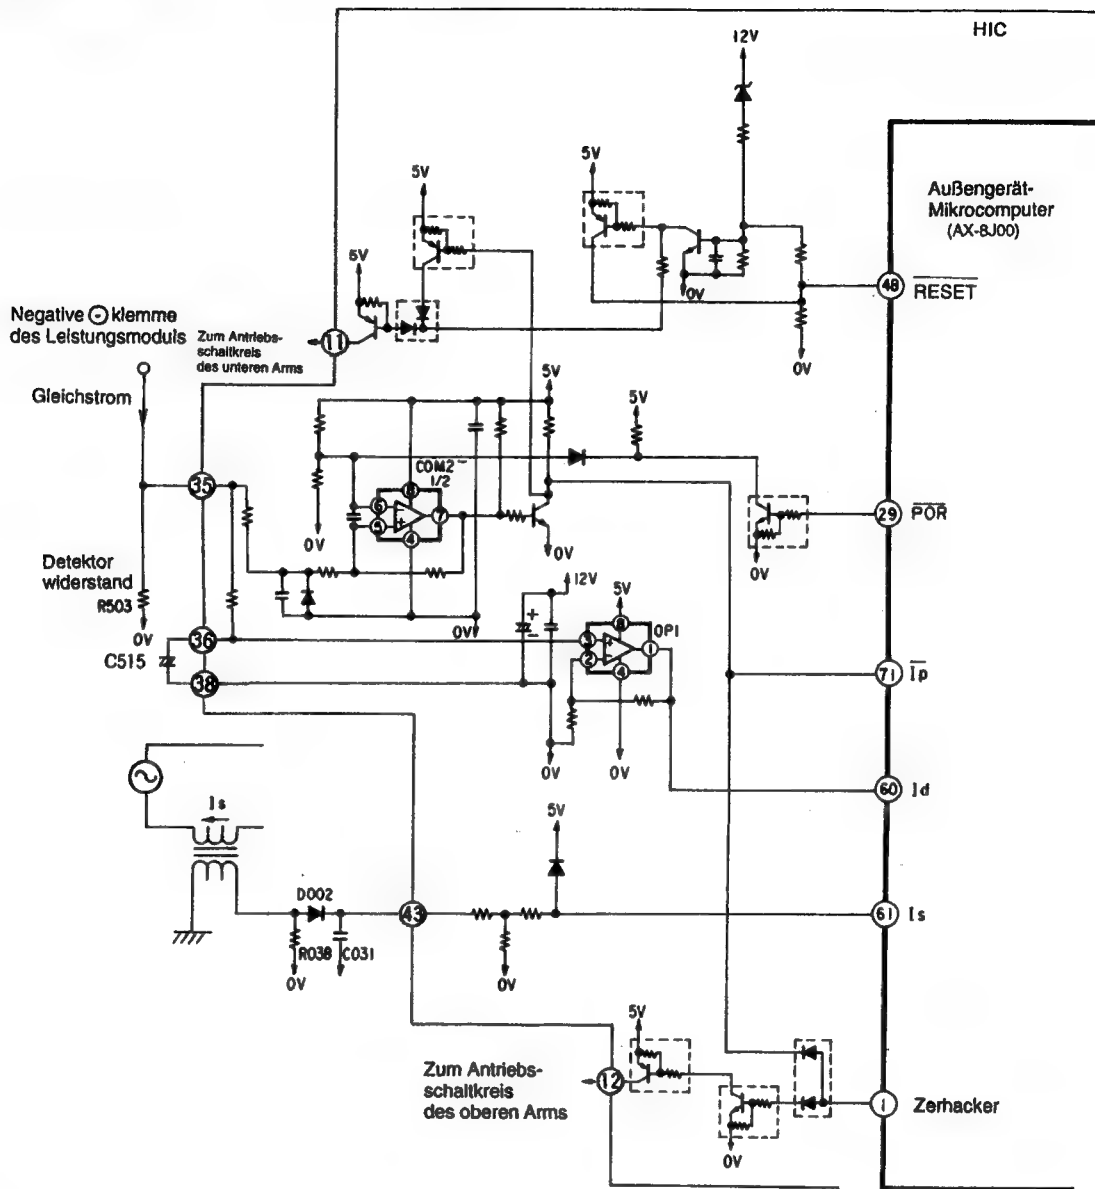 HIC
12V
5V
5V
Außengerät-
Mikrocomputer
(AX-8J00)
5V
48
RESET
0V
0V
Negative ⊖ klemme
des Leistungsmoduls
Zum Antriebs-
schaltkreis
des unteren Arms
11
Gleichstrom
5V
5V
COM2
1/2
8
6
5
7
4
35
29
POR
0V
0V
0V
Detektor
widerstand
R503
12V
5V
0V
0V
36
C515
38
+
-
OP1
8
3
2
1
4
71
Ip
0V
0V
60
Id
Is
5V
D002
43
61
Is
R038
C031
0V
0V
5V
Zum Antriebs-
schaltkreis
des oberen Arms
12
1
Zerhacker
0V